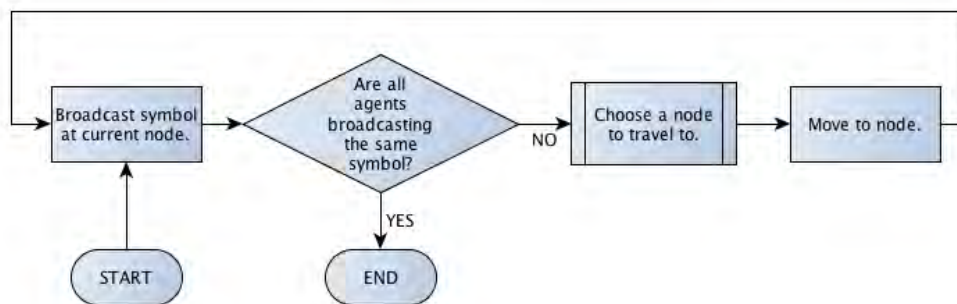 Broadcast symbol
at current node.
Are all
agents
broadcasting
the same
symbol?
NO
Choose a node
to travel to.
Move to node.
YES
START
END